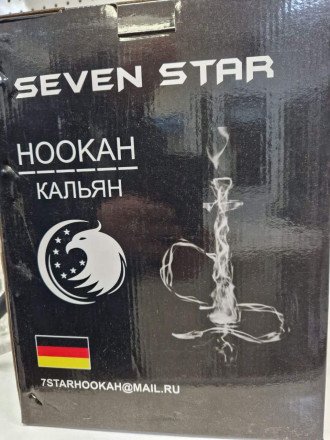 SEVEN STAR
HOOKAH
КАЛЬЯН
7STARHOOKAH@MAIL.RU